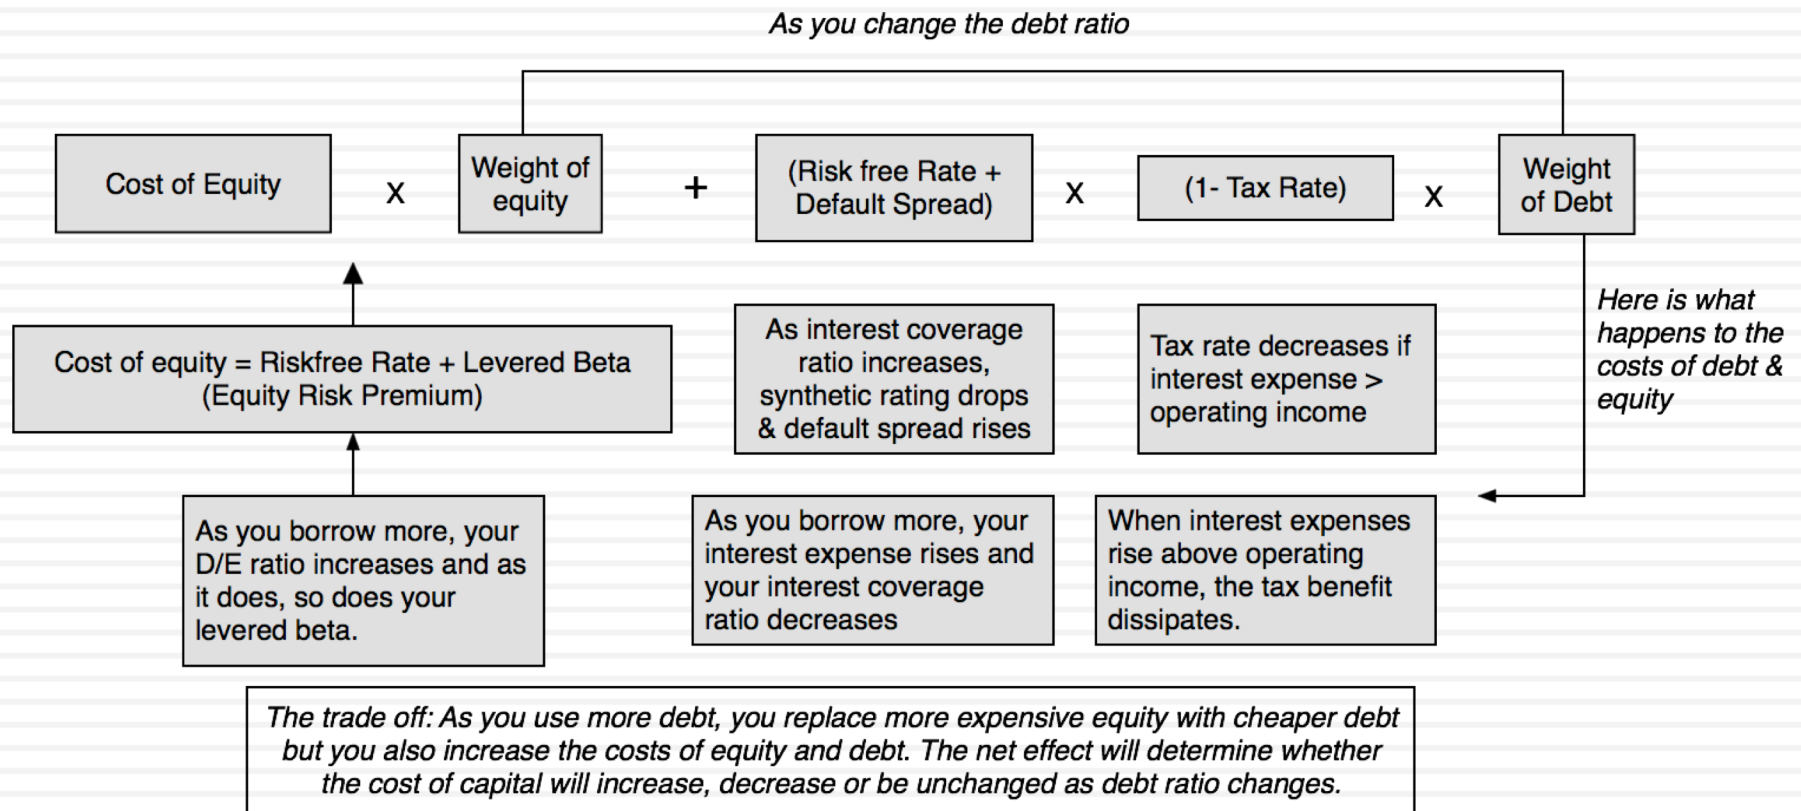 As you change the debt ratio
Cost of Equity
x
Weight of
equity
+
(Risk free Rate +
Default Spread)
x
(1- Tax Rate)
x
Weight
of Debt
Here is what
happens to the
costs of debt &
equity
Cost of equity = Riskfree Rate + Levered Beta
(Equity Risk Premium)
As interest coverage
ratio increases,
synthetic rating drops
& default spread rises
Tax rate decreases if
interest expense >
operating income
As you borrow more, your
D/E ratio increases and as
it does, so does your
levered beta.
As you borrow more, your
interest expense rises and
your interest coverage
ratio decreases
When interest expenses
rise above operating
income, the tax benefit
dissipates.
The trade off: As you use more debt, you replace more expensive equity with cheaper debt
but you also increase the costs of equity and debt. The net effect will determine whether
the cost of capital will increase, decrease or be unchanged as debt ratio changes.